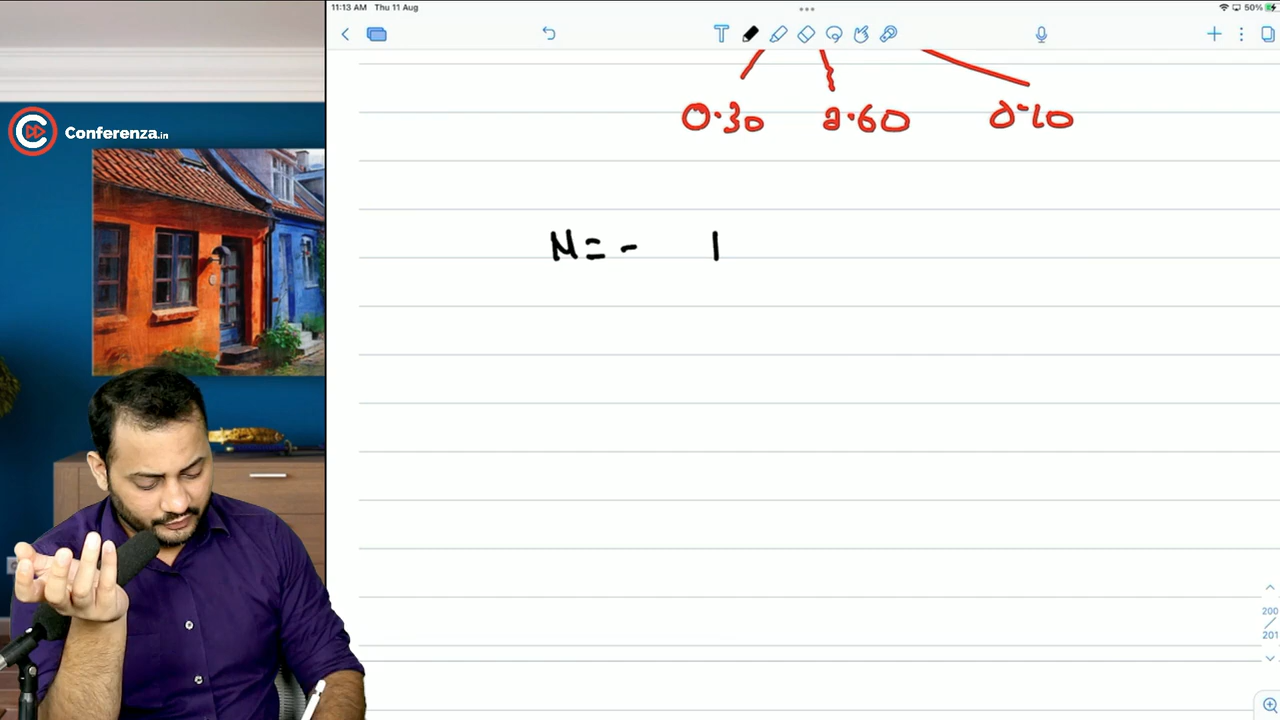 11:13 AM Thu 11 Aug
50%
Conferenza.in
0.30 2.60 0.10
M = - 1
200
201